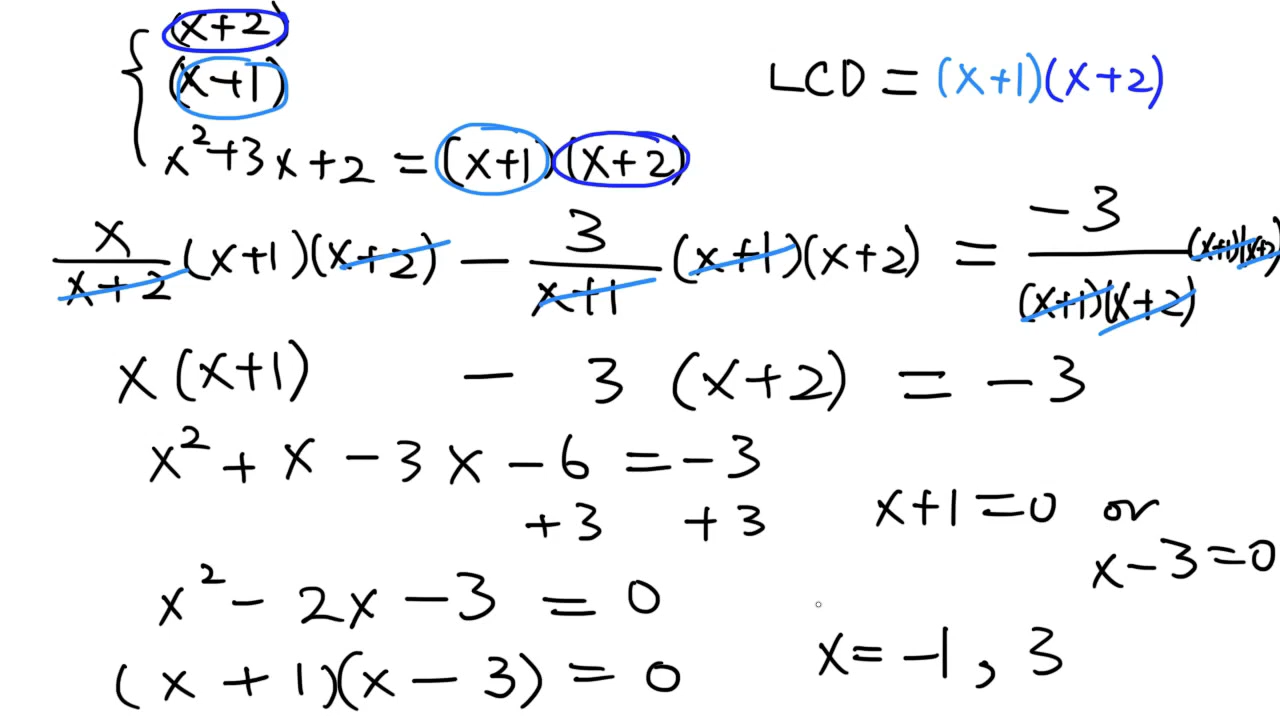 (x+2)
(x+1)
x²+3x+2 = (x+1)(x+2)
LCD = (x+1)(x+2)
x/(x+2) (x+1)(x+2) − 3/(x+1) (x+1)(x+2) = −3/((x+1)(x+2)) (x+1)(x+2)
x(x+1) − 3(x+2) = −3
x² + x − 3x − 6 = −3
+3 +3
x² − 2x − 3 = 0
(x + 1)(x − 3) = 0
x+1=0 or
x−3=0
x = −1, 3